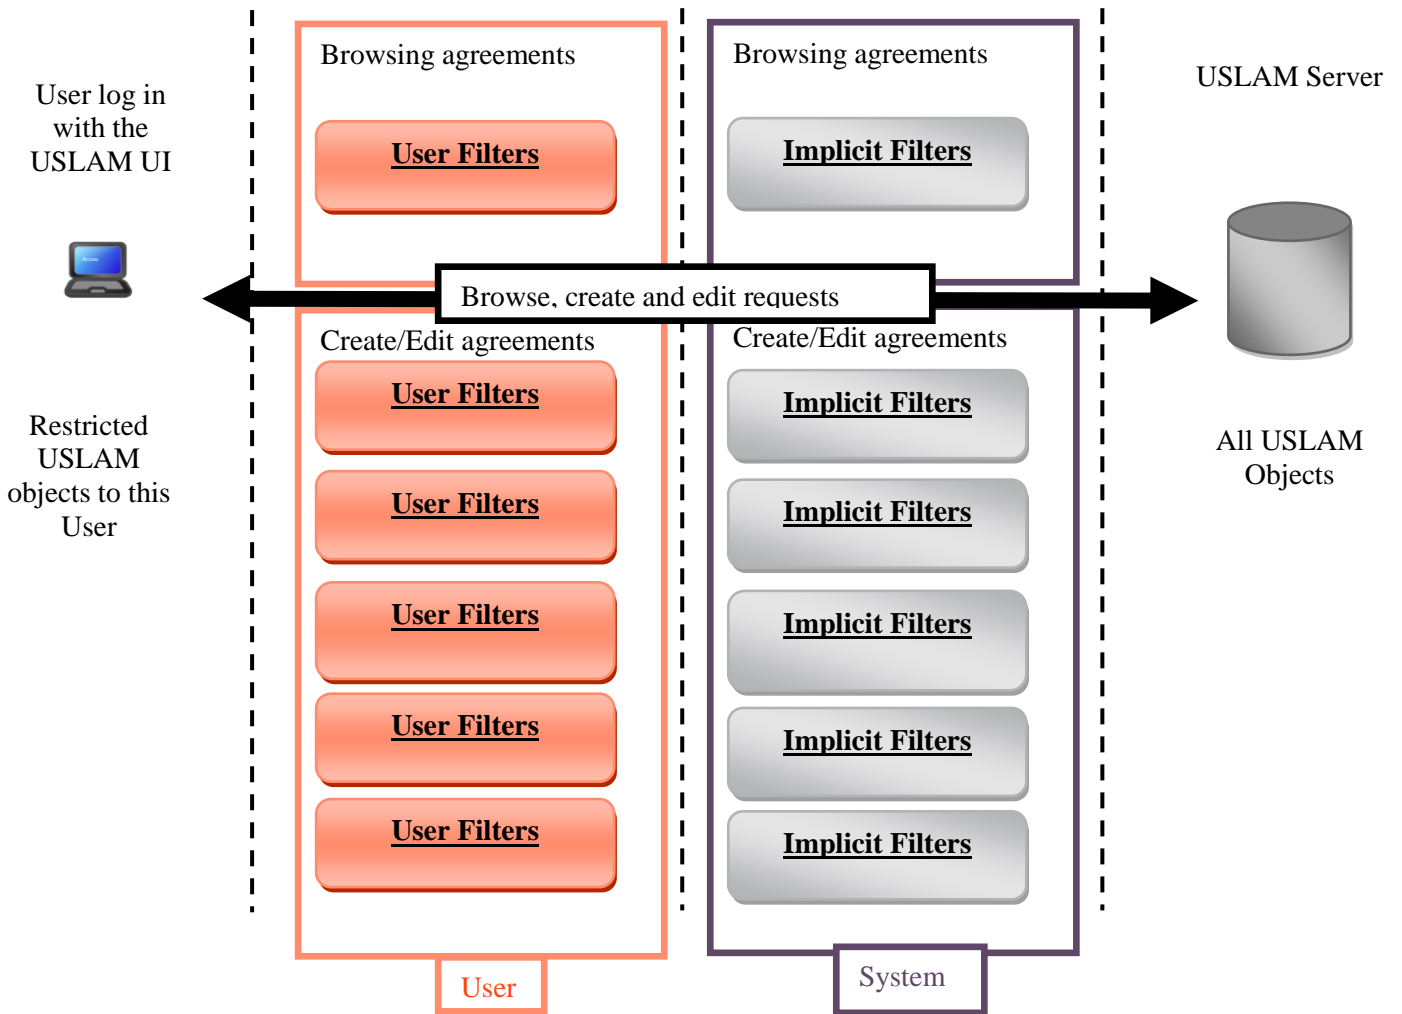 User log in
with the
USLAM UI
Access
Restricted
USLAM
objects to this
User
Browsing agreements
User Filters
Browsing agreements
Implicit Filters
Browse, create and edit requests
Create/Edit agreements
User Filters
User Filters
User Filters
User Filters
User Filters
User
Create/Edit agreements
Implicit Filters
Implicit Filters
Implicit Filters
Implicit Filters
Implicit Filters
System
USLAM Server
All USLAM
Objects